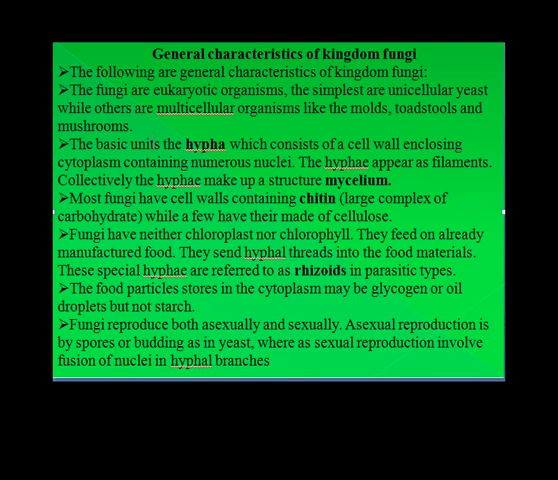 General characteristics of kingdom fungi
➢The following are general characteristics of kingdom fungi:
➢The fungi are eukaryotic organisms, the simplest are unicellular yeast
while others are multicellular organisms like the molds, toadstools and
mushrooms.
➢The basic units the hypha which consists of a cell wall enclosing
cytoplasm containing numerous nuclei. The hyphae appear as filaments.
Collectively the hyphae make up a structure mycelium.
➢Most fungi have cell walls containing chitin (large complex of
carbohydrate) while a few have their made of cellulose.
➢Fungi have neither chloroplast nor chlorophyll. They feed on already
manufactured food. They send hyphal threads into the food materials.
These special hyphae are referred to as rhizoids in parasitic types.
➢The food particles stores in the cytoplasm may be glycogen or oil
droplets but not starch.
➢Fungi reproduce both asexually and sexually. Asexual reproduction is
by spores or budding as in yeast, where as sexual reproduction involve
fusion of nuclei in hyphal branches